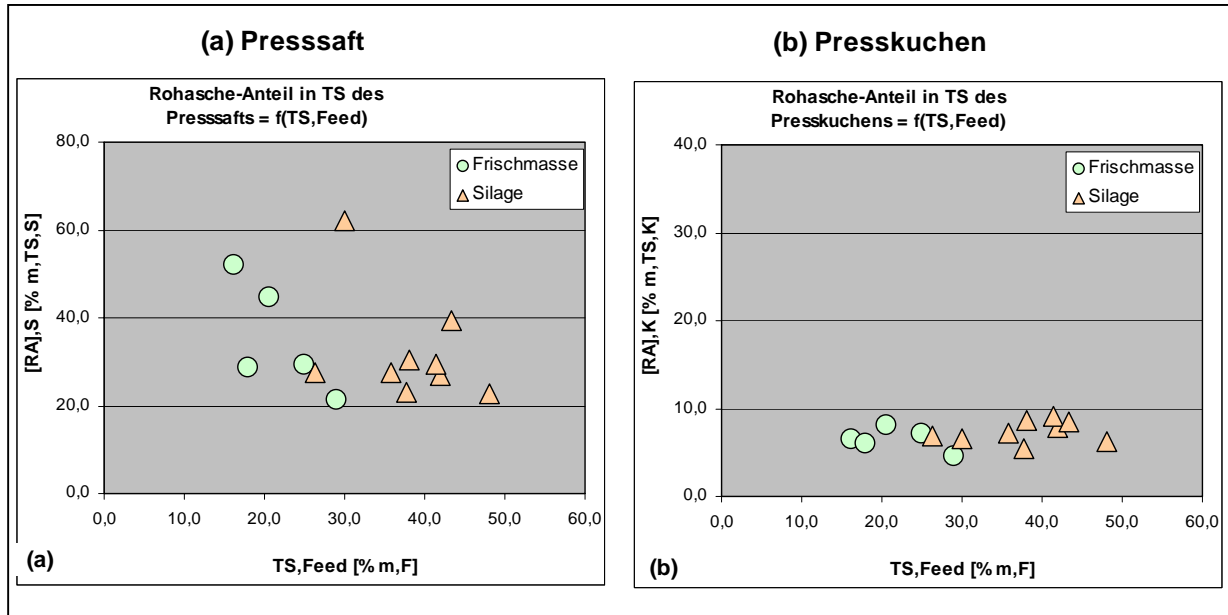 (a) Presssaft
Rohasche-Anteil in TS des
Presssafts = f(TS,Feed)
[RA],S [% m,TS,S]
80,0
60,0
40,0
20,0
0,0
0,0 10,0 20,0 30,0 40,0 50,0 60,0
Frischmasse
Silage
TS,Feed [% m,F]
(a)
(b) Presskuchen
Rohasche-Anteil in TS des
Presskuchens = f(TS,Feed)
[RA],K [% m,TS,K]
40,0
30,0
20,0
10,0
0,0
0,0 10,0 20,0 30,0 40,0 50,0 60,0
Frischmasse
Silage
TS,Feed [% m,F]
(b)